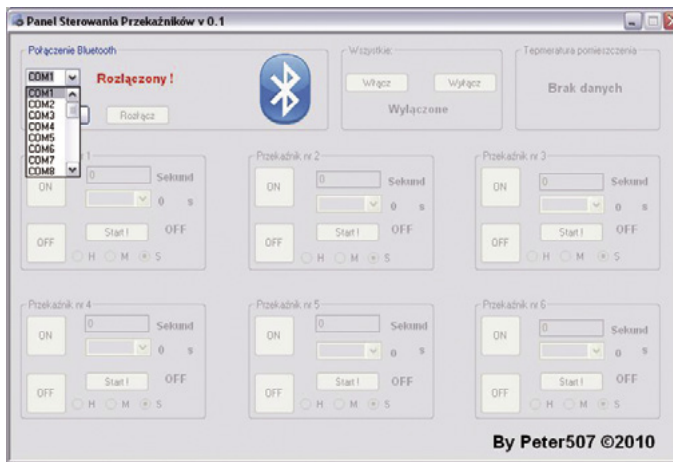 Panel Sterowania Przekaźników v 0.1
Połączenie Bluetooth
COM1
Rozłączony !
COM1
COM2
COM3
COM4
COM5
COM6
COM7
COM8
Rozłącz
Wszystkie:
Włącz
Wyłącz
Wylączone
Tepmeratura pomieszczenia
Brak danych
1
ON
0
Sekund
0 s
OFF
Start !
OFF
H M S
Przekaźnik nr 2
ON
0
Sekund
0 s
OFF
Start !
OFF
H M S
Przekaźnik nr 3
ON
0
Sekund
0 s
OFF
Start !
OFF
H M S
Przekaźnik nr 4
ON
0
Sekund
0 s
OFF
Start !
OFF
H M S
Przekaźnik nr 5
ON
0
Sekund
0 s
OFF
Start !
OFF
H M S
Przekaźnik nr 6
ON
0
Sekund
0 s
OFF
Start !
OFF
H M S
By Peter507 ©2010